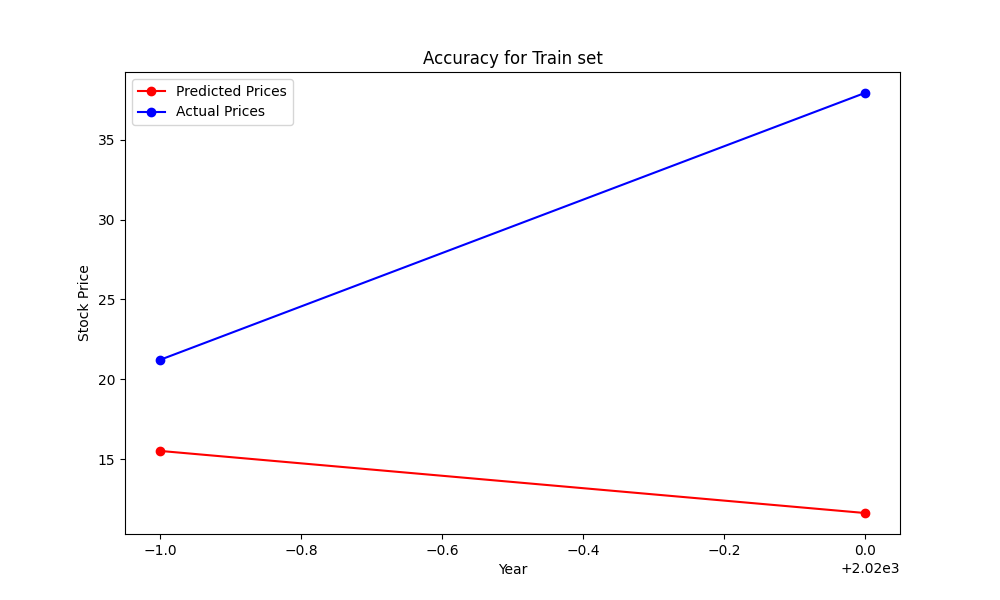 Accuracy for Train set
Predicted Prices
Actual Prices
Stock Price
35
30
25
20
15
−1.0 −0.8 −0.6 −0.4 −0.2 0.0
+2.02e3
Year